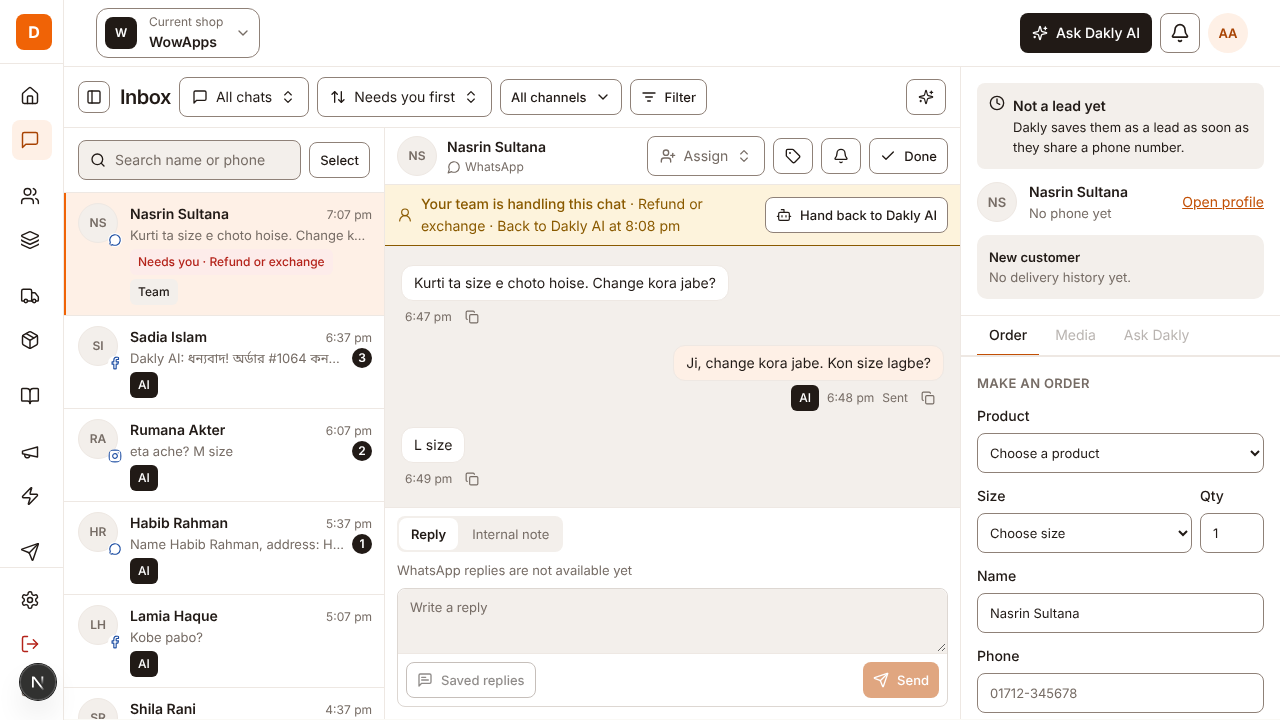 D
W
Current shop
WowApps
Ask Dakly AI
AA
Inbox
All chats
Needs you first
All channels
Filter
Search name or phone
Select
NS
Nasrin Sultana
7:07 pm
Kurti ta size e choto hoise. Change k...
Needs you · Refund or exchange
Team
SI
Sadia Islam
6:37 pm
Dakly AI: ধন্যবাদ! অর্ডার #1064 কন...
3
AI
RA
Rumana Akter
6:07 pm
eta ache? M size
2
AI
HR
Habib Rahman
5:37 pm
Name Habib Rahman, address: H...
1
AI
LH
Lamia Haque
5:07 pm
Kobe pabo?
AI
SR
Shila Rani
4:37 pm
N
NS
Nasrin Sultana
WhatsApp
Assign
Done
Your team is handling this chat · Refund or
exchange · Back to Dakly AI at 8:08 pm
Hand back to Dakly AI
Kurti ta size e choto hoise. Change kora jabe?
6:47 pm
Ji, change kora jabe. Kon size lagbe?
AI 6:48 pm Sent
L size
6:49 pm
Reply
Internal note
WhatsApp replies are not available yet
Write a reply
Saved replies
Send
Not a lead yet
Dakly saves them as a lead as soon as
they share a phone number.
NS
Nasrin Sultana
No phone yet
Open profile
New customer
No delivery history yet.
Order
Media
Ask Dakly
MAKE AN ORDER
Product
Choose a product
Size
Qty
Choose size
1
Name
Nasrin Sultana
Phone
01712-345678